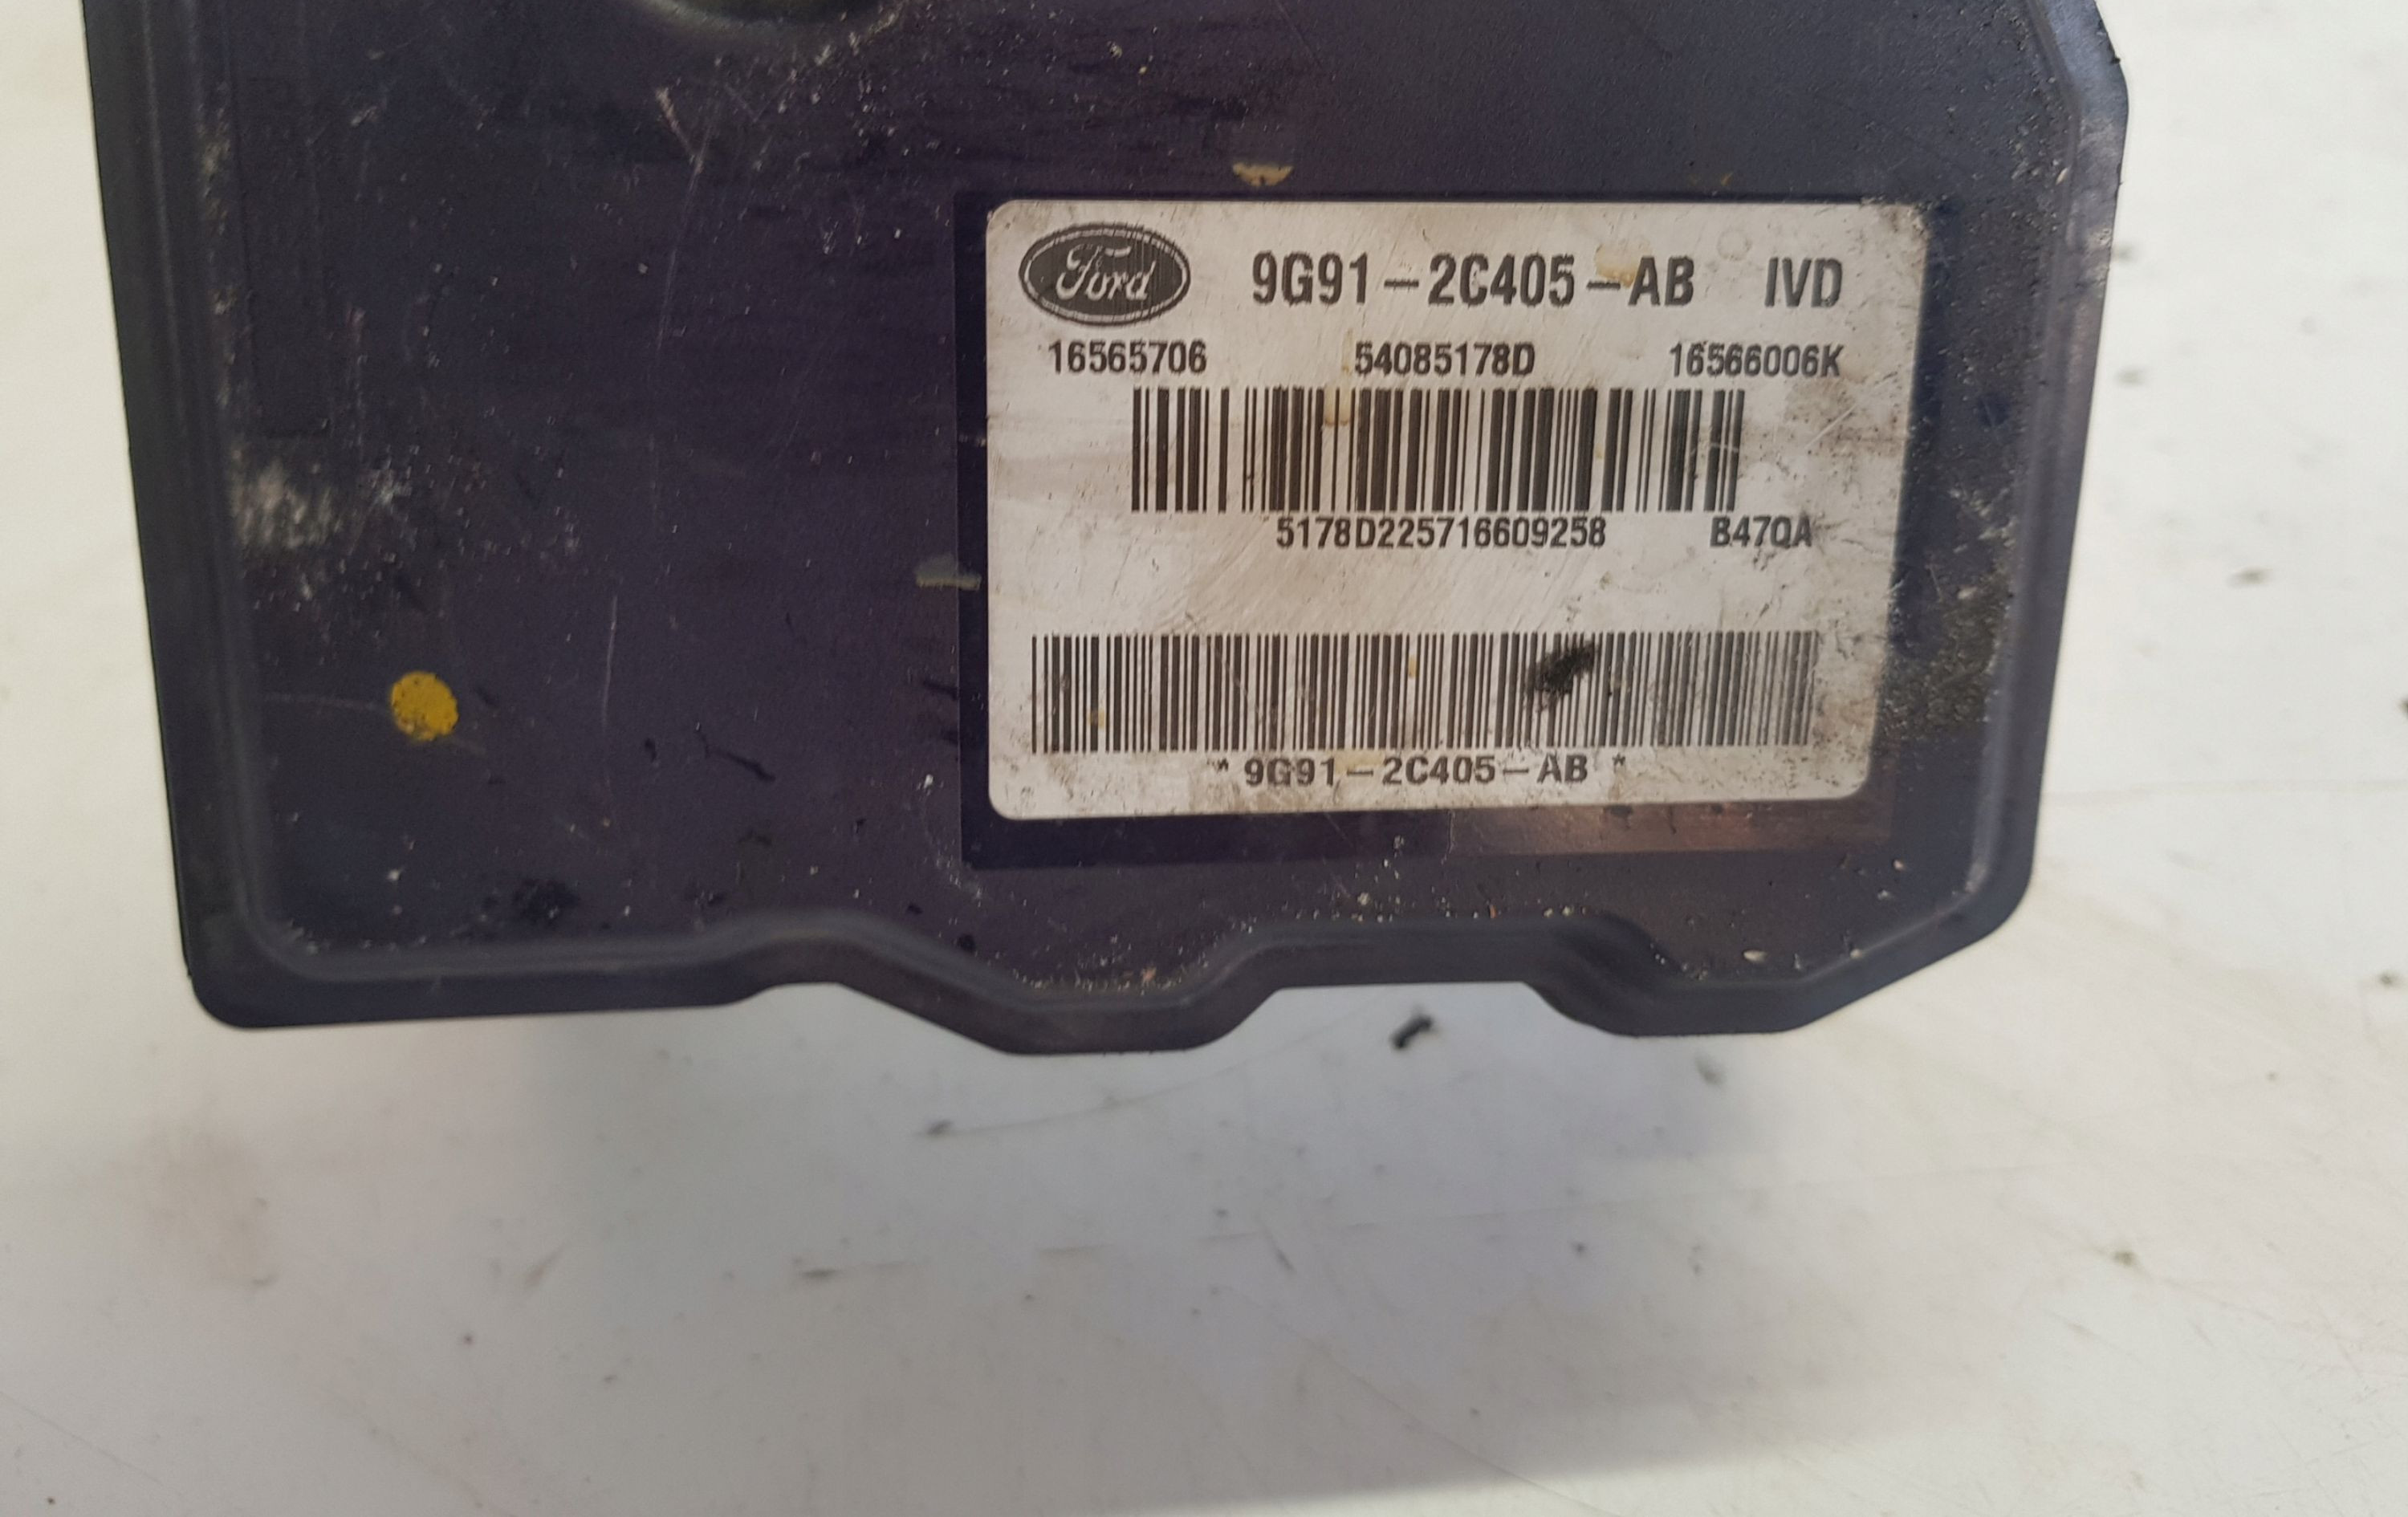 Ford 9G91-2C405-AB IVD
16565706 54085178D 16566006K
5178D225716609258 B47QA
* 9G91-2C405-AB *